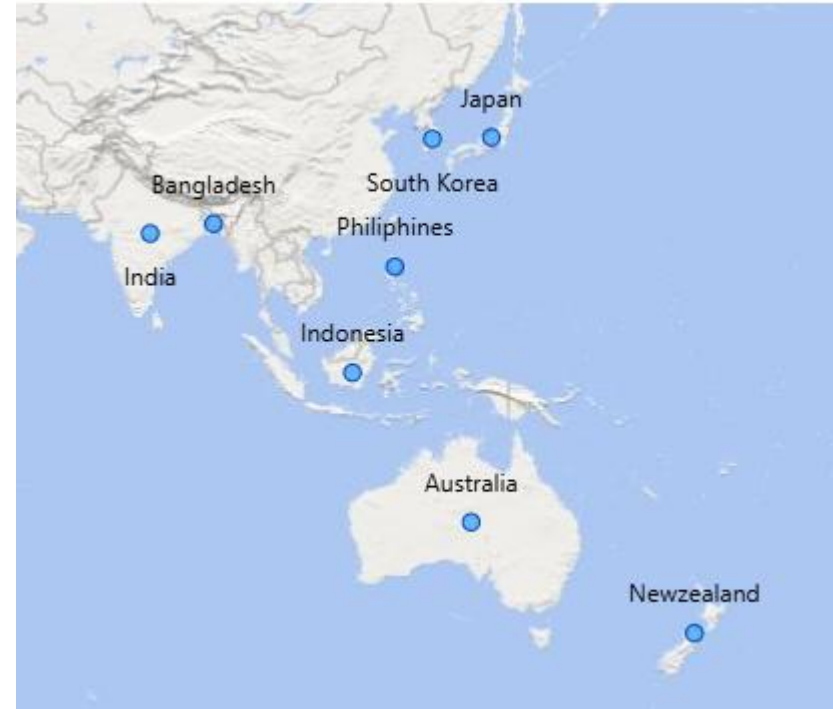 Japan
Bangladesh
South Korea
Philiphines
India
Indonesia
Australia
Newzealand